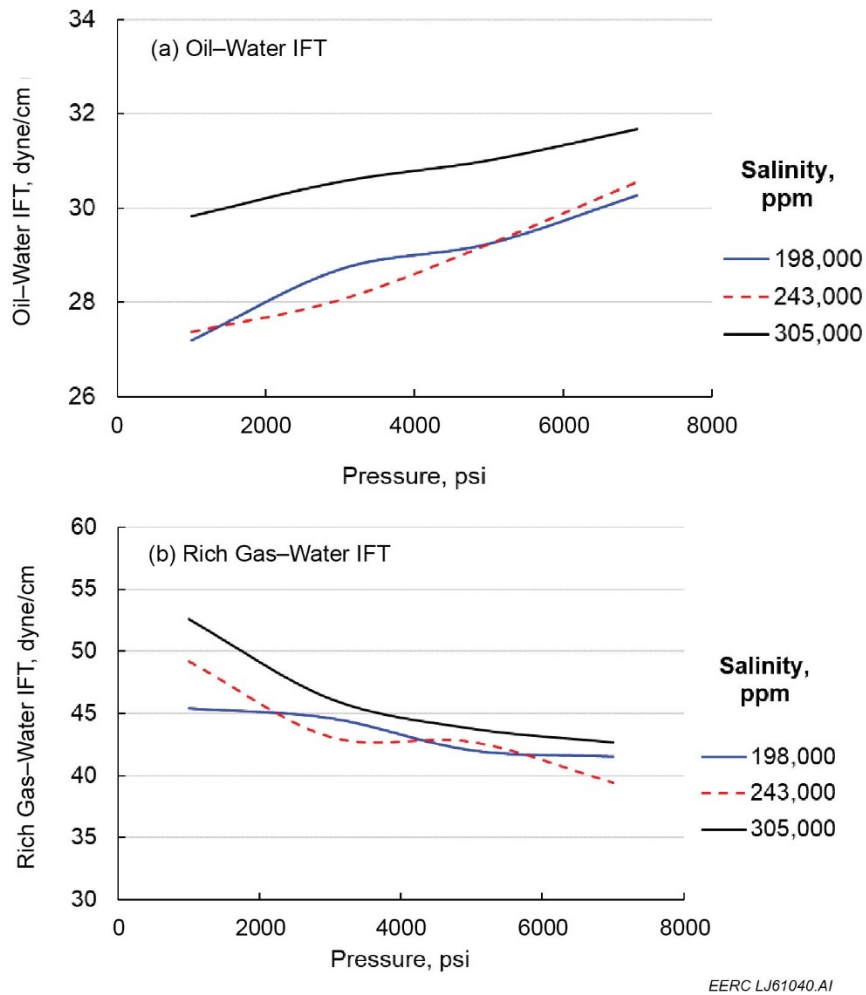 (a) Oil–Water IFT
Oil–Water IFT, dyne/cm
34
32
30
28
26
0
2000
4000
6000
8000
Pressure, psi
Salinity,
ppm
198,000
243,000
305,000
(b) Rich Gas–Water IFT
Rich Gas–Water IFT, dyne/cm
60
55
50
45
40
35
30
0
2000
4000
6000
8000
Pressure, psi
Salinity,
ppm
198,000
243,000
305,000
EERC LJ61040.AI